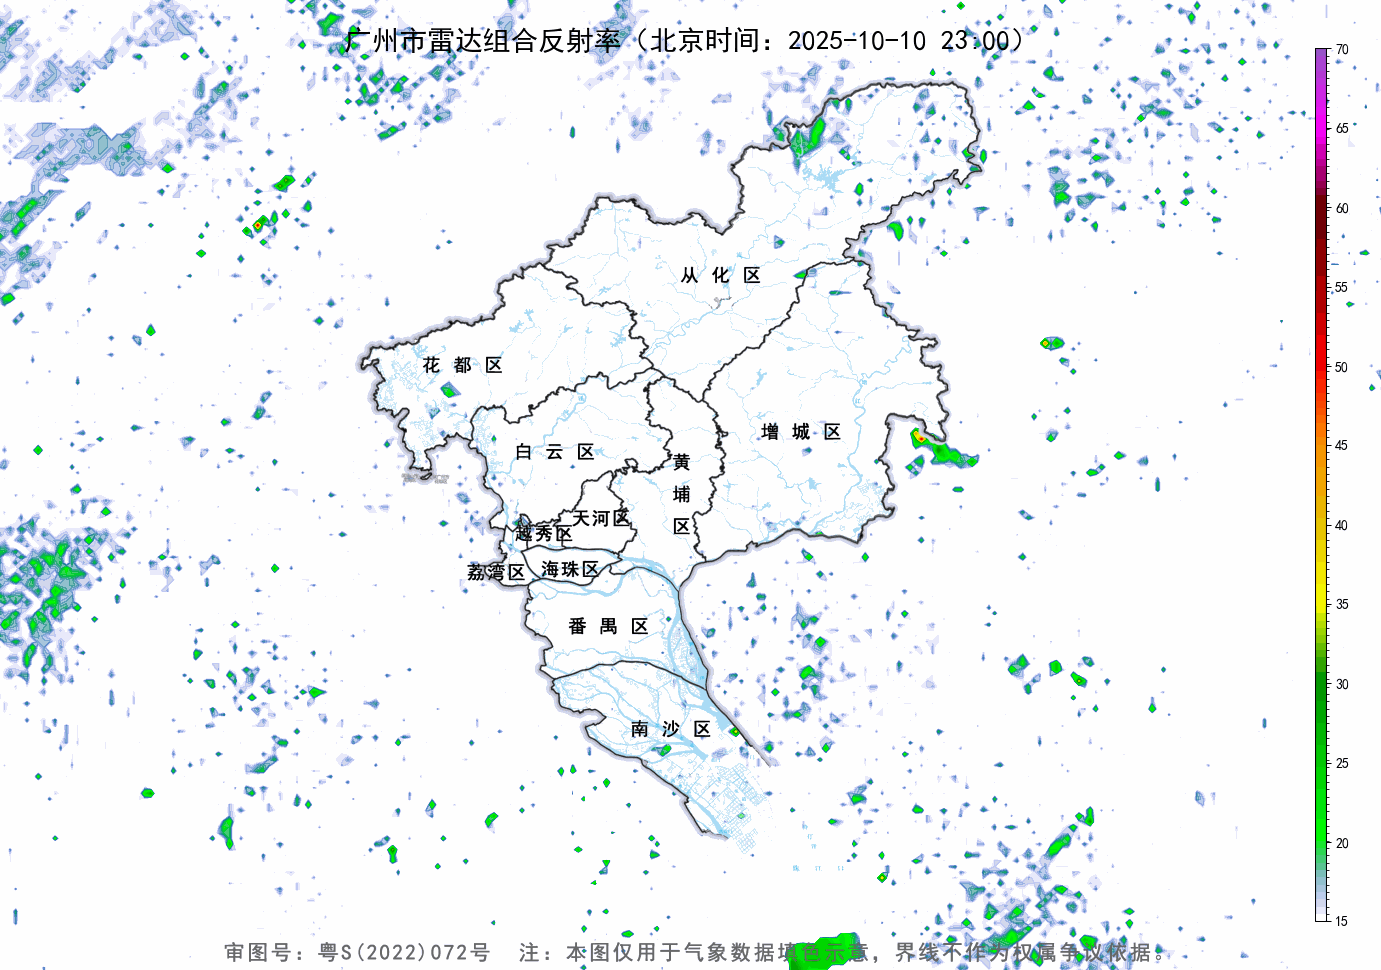 广州市雷达组合反射率（北京时间：2025-10-10 23:00）
70
65
60
55
50
45
40
35
30
25
20
15
从化区
花都区
增城区
白云区
黄埔区
天河区
越秀区
荔湾区
海珠区
番禺区
南沙区
审图号：粤S(2022)072号 注：本图仅用于气象数据填色示意，界线不作为权属争议依据。